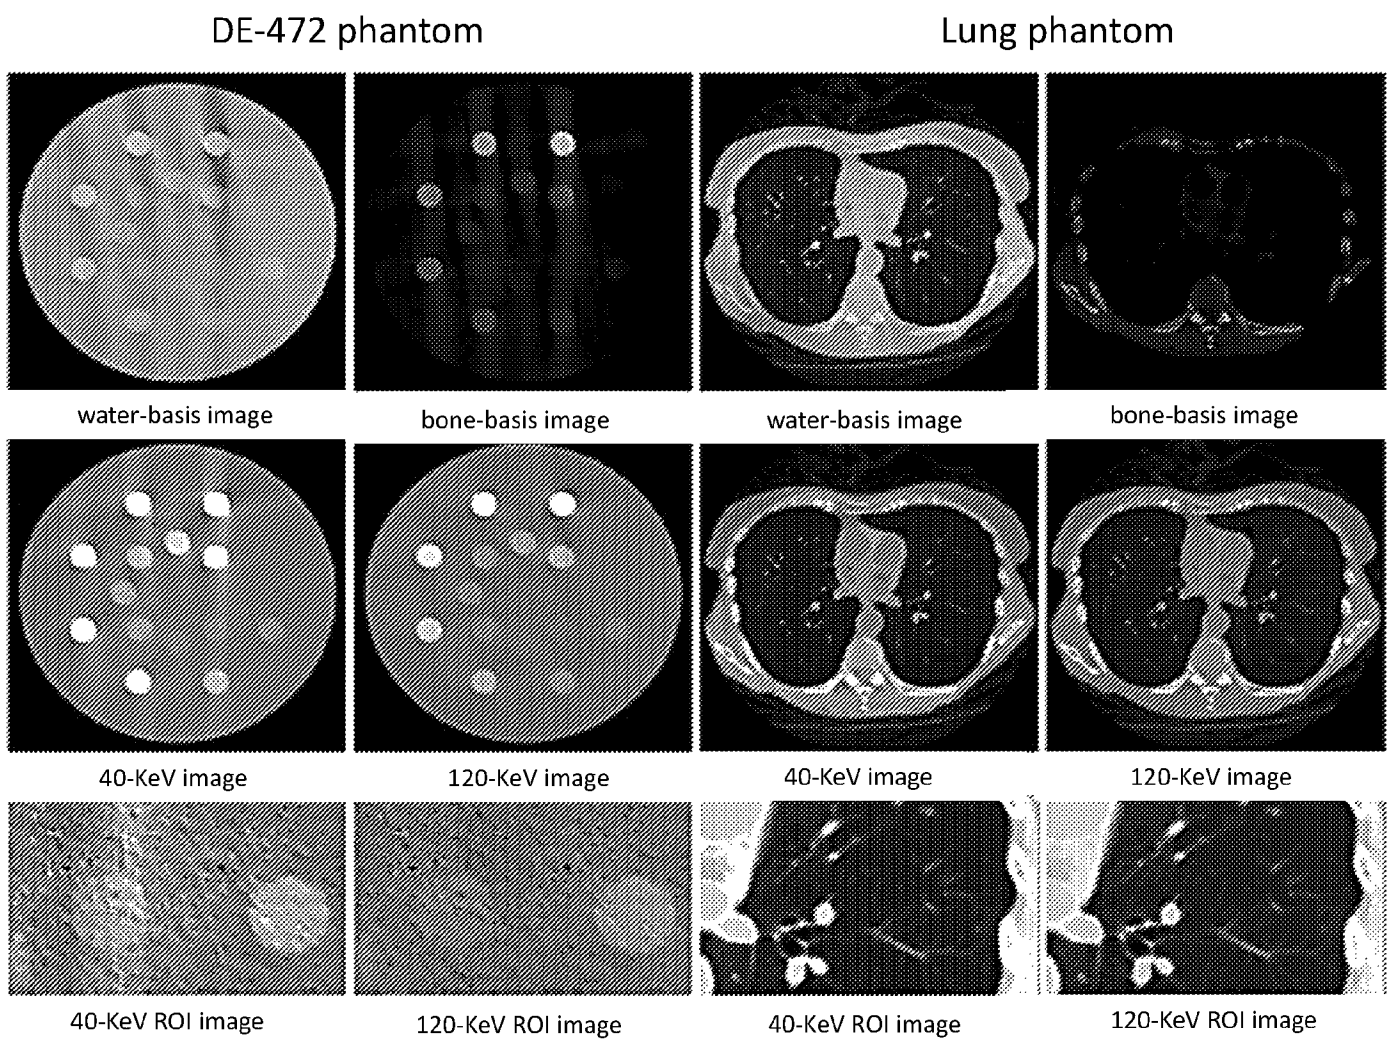 DE-472 phantom
Lung phantom
water-basis image
bone-basis image
water-basis image
bone-basis image
40-KeV image
120-KeV image
40-KeV image
120-KeV image
40-KeV ROI image
120-KeV ROI image
40-KeV ROI image
120-KeV ROI image